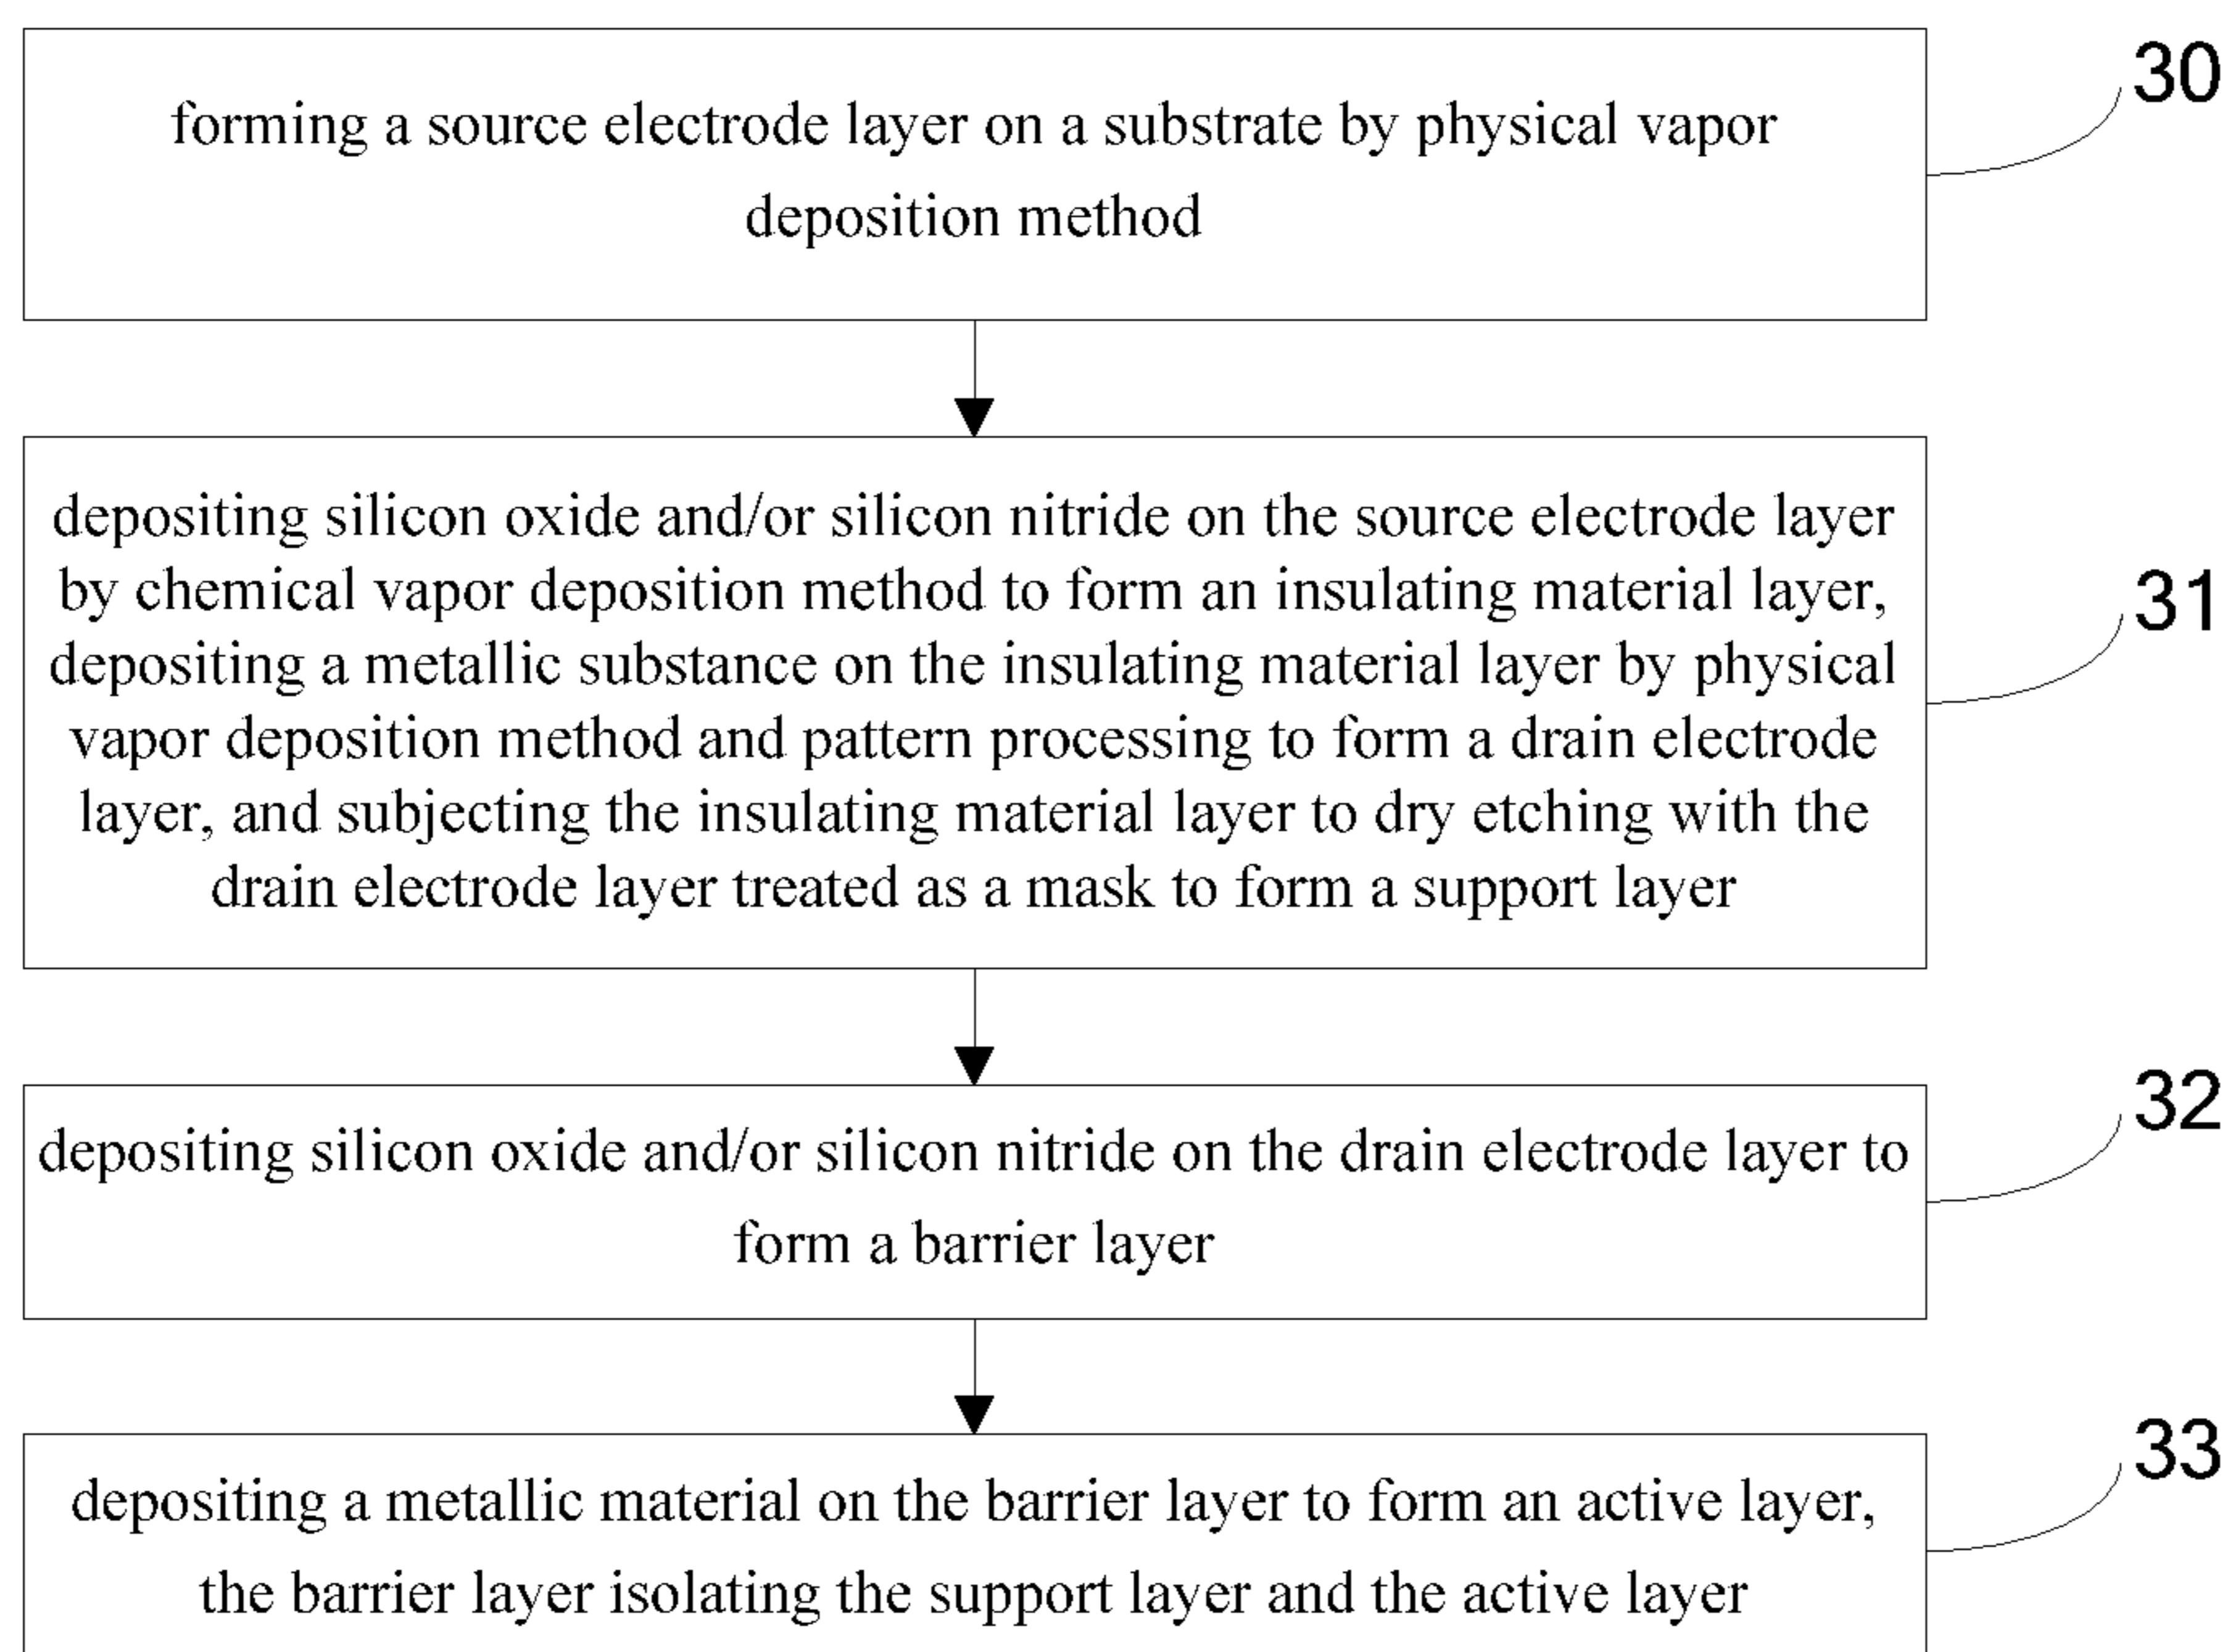 forming a source electrode layer on a substrate by physical vapor
deposition method
30
depositing silicon oxide and/or silicon nitride on the source electrode layer
by chemical vapor deposition method to form an insulating material layer,
depositing a metallic substance on the insulating material layer by physical
vapor deposition method and pattern processing to form a drain electrode
layer, and subjecting the insulating material layer to dry etching with the
drain electrode layer treated as a mask to form a support layer
31
depositing silicon oxide and/or silicon nitride on the drain electrode layer to
form a barrier layer
32
depositing a metallic material on the barrier layer to form an active layer,
the barrier layer isolating the support layer and the active layer
33